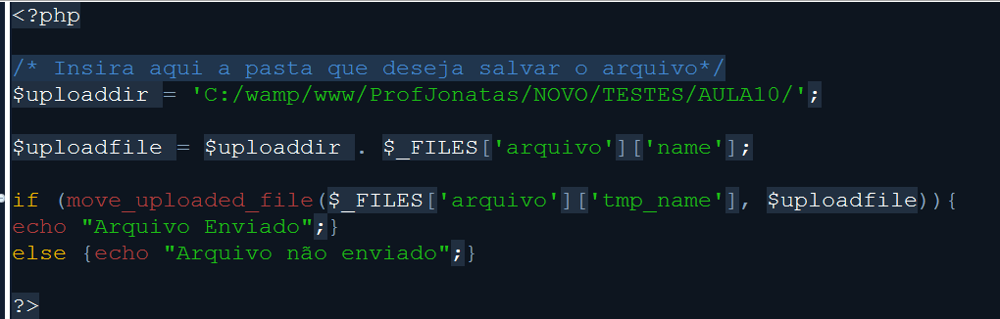 <?php
/* Insira aqui a pasta que deseja salvar o arquivo*/
$uploaddir = 'C:/wamp/www/ProfJonatas/NOVO/TESTES/AULA10/';
$uploadfile = $uploaddir . $_FILES['arquivo']['name'];
if (move_uploaded_file($_FILES['arquivo']['tmp_name'], $uploadfile)){
echo "Arquivo Enviado";}
else {echo "Arquivo não enviado";}
?>